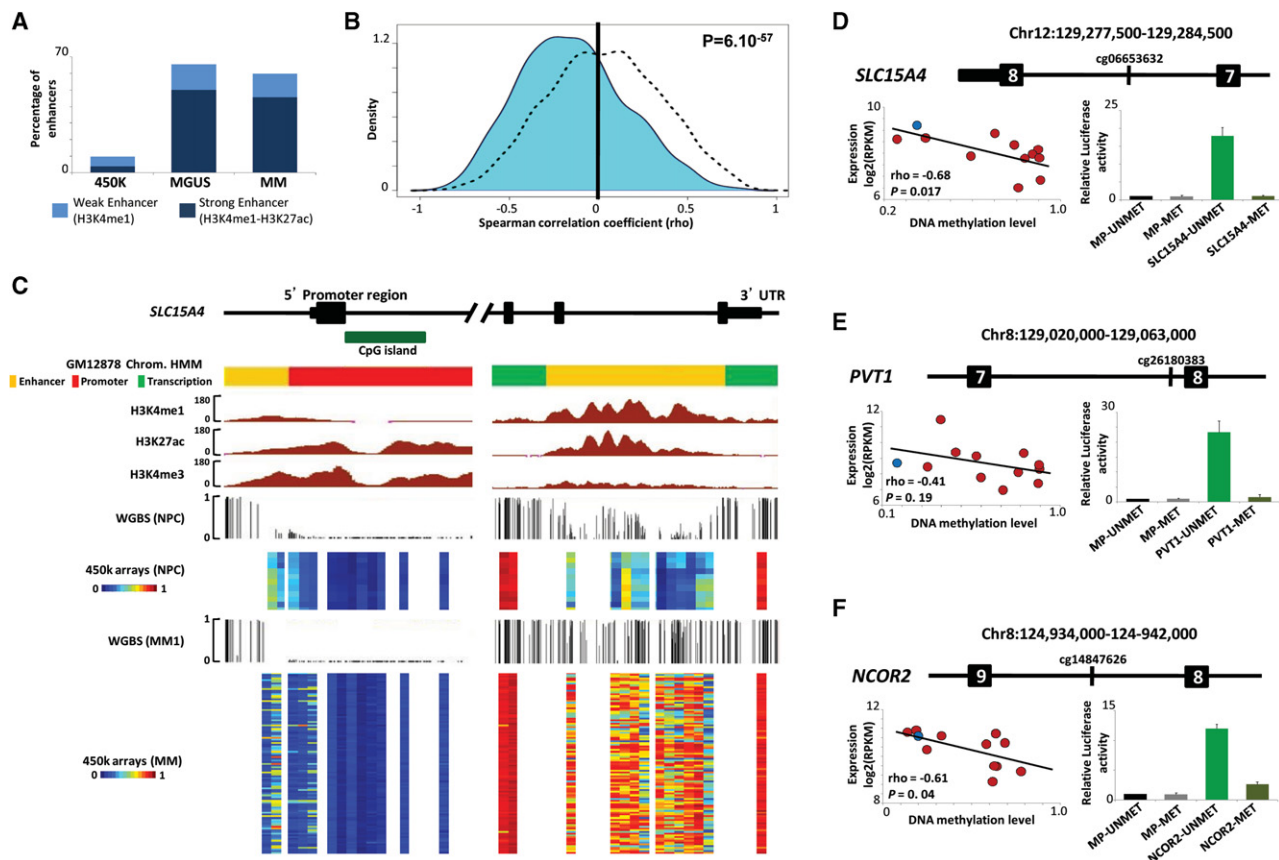 A
70
Percentage of
enhancers
0
450K MGUS MM
Weak Enhancer
(H3K4me1)
Strong Enhancer
(H3K4me1-H3K27ac)
B
P=6.10-57
1.2
Density
0
-1 -0.5 0 0.5 1
Spearman correlation coefficient (rho)
C
5' Promoter region
3' UTR
SLC15A4
CpG island
GM12878 Chrom. HMM
Enhancer Promoter Transcription
180
H3K4me1
0
180
H3K27ac
0
180
H3K4me3
0
1
WGBS (NPC)
0
450k arrays (NPC)
0 1
1
WGBS (MM1)
0
450k arrays (MM)
0 1
D
Chr12:129,277,500-129,284,500
cg06653632
SLC15A4
8
7
10
Expression
log2(RPKM)
6
rho = -0.68
P = 0.017
0.2 1.0
DNA methylation level
25
Relative Luciferase
activity
0
MP-UNMET
MP-MET
SLC15A4-UNMET
SLC15A4-MET
E
Chr8:129,020,000-129,063,000
cg26180383
PVT1
7
8
12
Expression
log2(RPKM)
6
rho = -0.41
P = 0.19
0.1 1.0
DNA methylation level
30
Relative Luciferase
activity
0
MP-UNMET
MP-MET
PVT1-UNMET
PVT1-MET
F
Chr8:124,934,000-124-942,000
cg14847626
NCOR2
9
8
12
Expression
log2(RPKM)
8
rho = -0.61
P = 0.04
0 1.0
DNA methylation level
15
Relative Luciferase
activity
0
MP-UNMET
MP-MET
NCOR2-UNMET
NCOR2-MET